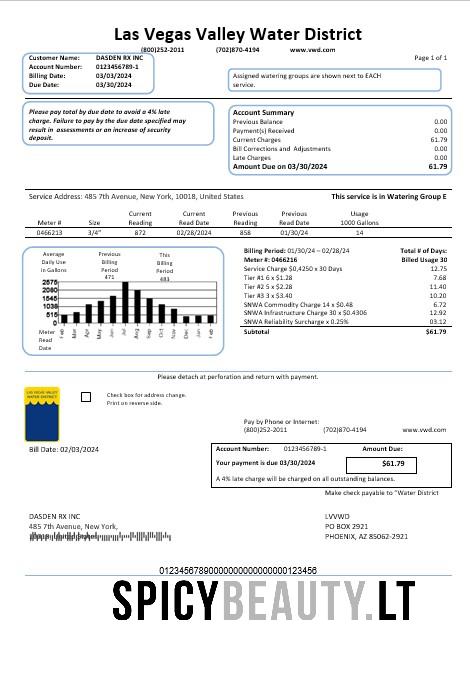 Las Vegas Valley Water District
(800)252-2011 (702)870-4194 www.vwd.com
Page 1 of 1
Customer Name: DASDEN RX INC
Account Number: 0123456789-1
Billing Date: 03/03/2024
Due Date: 03/30/2024
Assigned watering groups are shown next to EACH
service.
Please pay total by due date to avoid a 4% late
charge. Failure to pay by the due date specified may
result in assessments or an increase of security
deposit.
Account Summary
Previous Balance 0.00
Payment(s) Received 0.00
Current Charges 61.79
Bill Corrections and Adjustments 0.00
Late Charges 0.00
Amount Due on 03/30/2024 61.79
Service Address: 485 7th Avenue, New York, 10018, United States This service is in Watering Group E
Meter # Size Current Reading Current Read Date Previous Reading Previous Read Date Usage 1000 Gallons
0466213 3/4" 872 02/28/2024 858 01/30/24 14
Average Daily Use in Gallons
Previous Billing Period 471
This Billing Period 483
2575
2060
1545
1038
515
0
Meter Read Date
Feb Mar Apr May Jun Jul Aug Sep Oct Nov Dec Jan Feb
Billing Period: 01/30/24 – 02/28/24 Total # of Days:
Meter #: 0466216 Billed Usage 30
Service Charge $0,4250 x 30 Days 12.75
Tier #1 6 x $1.28 7.68
Tier #2 5 x $2.28 11.40
Tier #3 3 x $3.40 10.20
SNWA Commodity Charge 14 x $0.48 6.72
SNWA Infrastructure Charge 30 x $0.4306 12.92
SNWA Reliability Surcharge x 0.25% 03.12
Subtotal $61.79
Please detach at perforation and return with payment.
LAS VEGAS VALLEY
WATER DISTRICT
Check box for address change.
Print on reverse side.
Pay by Phone or Internet:
(800)252-2011 (702)870-4194 www.vwd.com
Bill Date: 02/03/2024
Account Number: 0123456789-1 Amount Due:
Your payment is due 03/30/2024 $61.79
A 4% late charge will be charged on all outstanding balances.
Make check payable to "Water District
DASDEN RX INC
485 7th Avenue, New York,
LVVWD
PO BOX 2921
PHOENIX, AZ 85062-2921
01234567890000000000000000123456
SPICYBEAUTY.LT